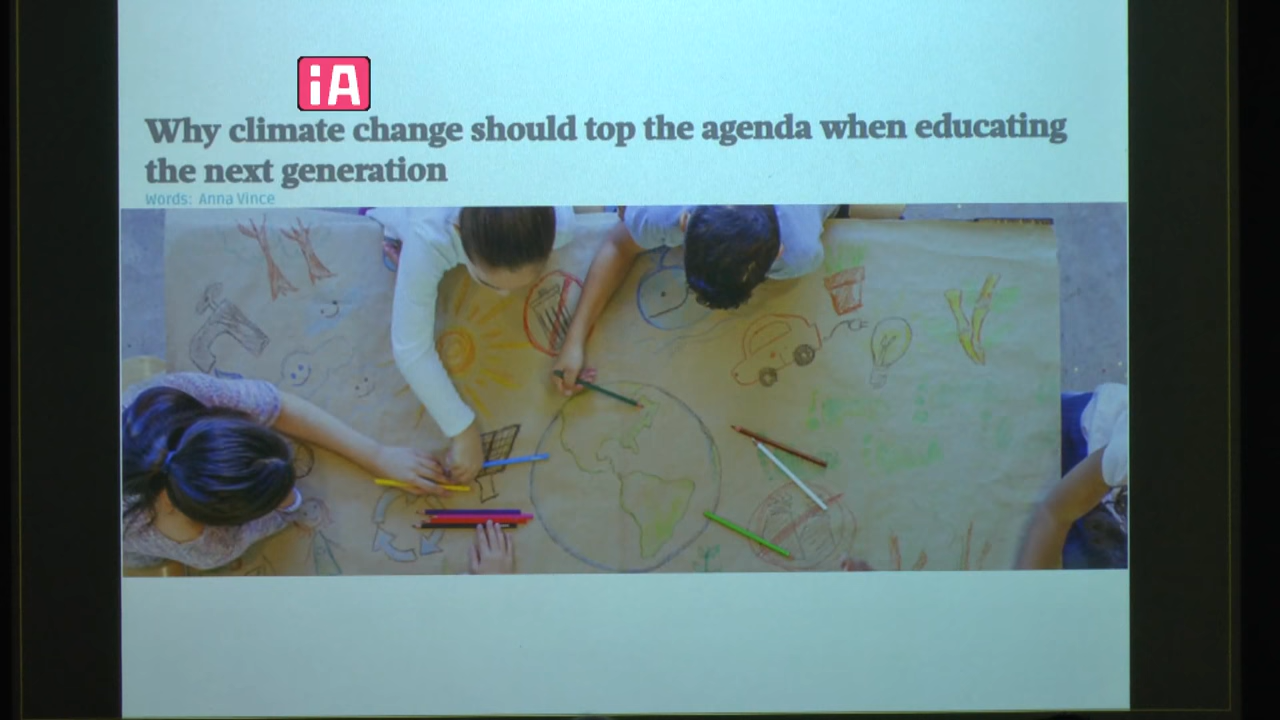 iA
Why climate change should top the agenda when educating
the next generation
Words: Anna Vince